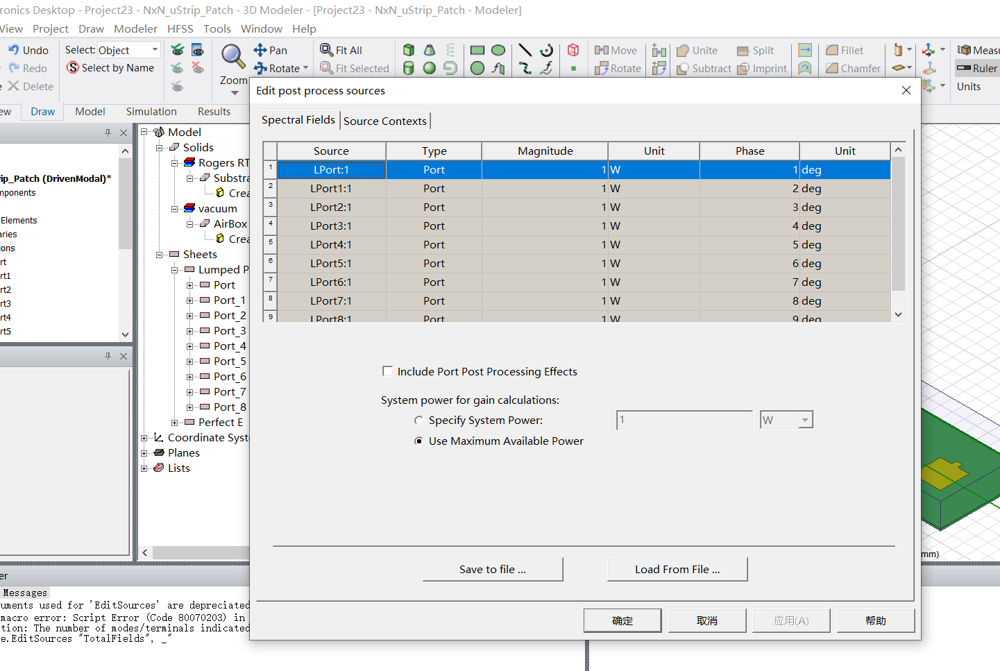 ronics Desktop - Project23 - NxN_uStrip_Patch - 3D Modeler - [Project23 - NxN_uStrip_Patch - Modeler]
View Project Draw Modeler HFSS Tools Window Help
Undo Select: Object Pan Fit All Move Unite Split Fillet Measu
Redo Select by Name Rotate Fit Selected Rotate Subtract Imprint Chamfer Ruler
e Delete Zoom Units
ew Draw Model Simulation Results
rip_Patch (DrivenModal)*
mponents
Elements
aries
ions
rt
rt1
rt2
rt3
rt4
rt5
Model
Solids
Rogers RT
Substra
Crea
vacuum
AirBox
Crea
Sheets
Lumped P
Port
Port_1
Port_2
Port_3
Port_4
Port_5
Port_6
Port_7
Port_8
Perfect E
Coordinate Syste
Planes
Lists
Edit post process sources
Spectral Fields Source Contexts
Source Type Magnitude Unit Phase Unit
1 LPort:1 Port 1 W 1 deg
2 LPort1:1 Port 1 W 2 deg
3 LPort2:1 Port 1 W 3 deg
4 LPort3:1 Port 1 W 4 deg
5 LPort4:1 Port 1 W 5 deg
6 LPort5:1 Port 1 W 6 deg
7 LPort6:1 Port 1 W 7 deg
8 LPort7:1 Port 1 W 8 deg
9 LPort8:1 Port 1 W 9 deg
Include Port Post Processing Effects
System power for gain calculations:
Specify System Power: 1 W
Use Maximum Available Power
Save to file ... Load From File ...
确定 取消 应用(A) 帮助
mm)
er
Messages
uments used for 'EditSources' are depreciated
macro error: Script Error (Code 80070203) in
tion: The number of modes/terminals indicated
e.EditSources "TotalFields", _"